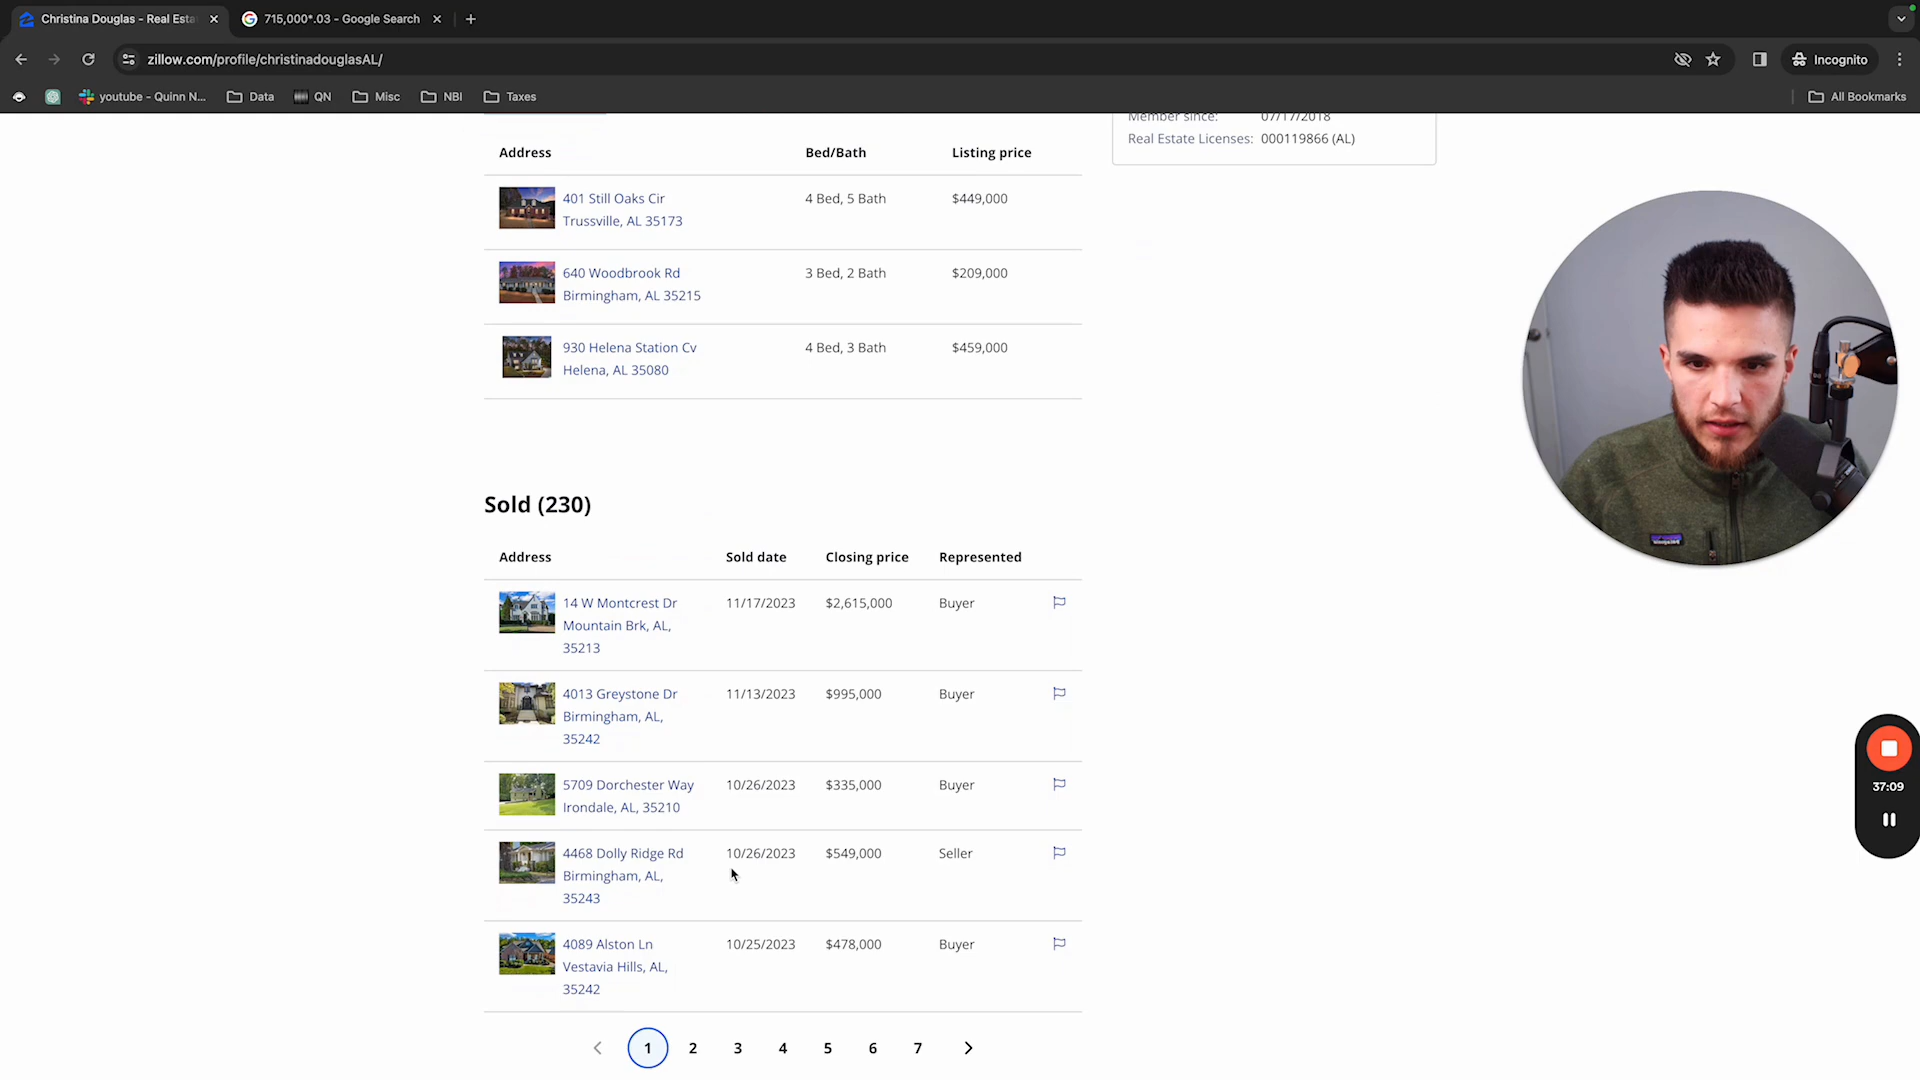 Christina Douglas - Real Esta
715,000*.03 - Google Search
zillow.com/profile/christinadouglasAL/
Incognito
youtube - Quinn N...
Data
QN
Misc
NBI
Taxes
All Bookmarks
Member since: 07/17/2018
Real Estate Licenses: 000119866 (AL)
Address Bed/Bath Listing price
401 Still Oaks Cir 4 Bed, 5 Bath $449,000
Trussville, AL 35173
640 Woodbrook Rd 3 Bed, 2 Bath $209,000
Birmingham, AL 35215
930 Helena Station Cv 4 Bed, 3 Bath $459,000
Helena, AL 35080
Sold (230)
Address Sold date Closing price Represented
14 W Montcrest Dr 11/17/2023 $2,615,000 Buyer
Mountain Brk, AL,
35213
4013 Greystone Dr 11/13/2023 $995,000 Buyer
Birmingham, AL,
35242
5709 Dorchester Way 10/26/2023 $335,000 Buyer
Irondale, AL, 35210
4468 Dolly Ridge Rd 10/26/2023 $549,000 Seller
Birmingham, AL,
35243
4089 Alston Ln 10/25/2023 $478,000 Buyer
Vestavia Hills, AL,
35242
1 2 3 4 5 6 7
37:09